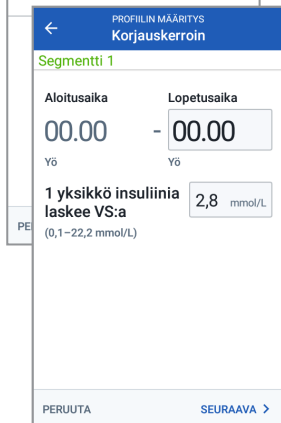 PROFIILIN MÄÄRITYS
Korjauskerroin
Segmentti 1
Aloitusaika Lopetusaika
00.00 - 00.00
Yö Yö
1 yksikkö insuliinia
laskee VS:a
2,8 mmol/L
(0,1–22,2 mmol/L)
PE
PERUUTA SEURAAVA >